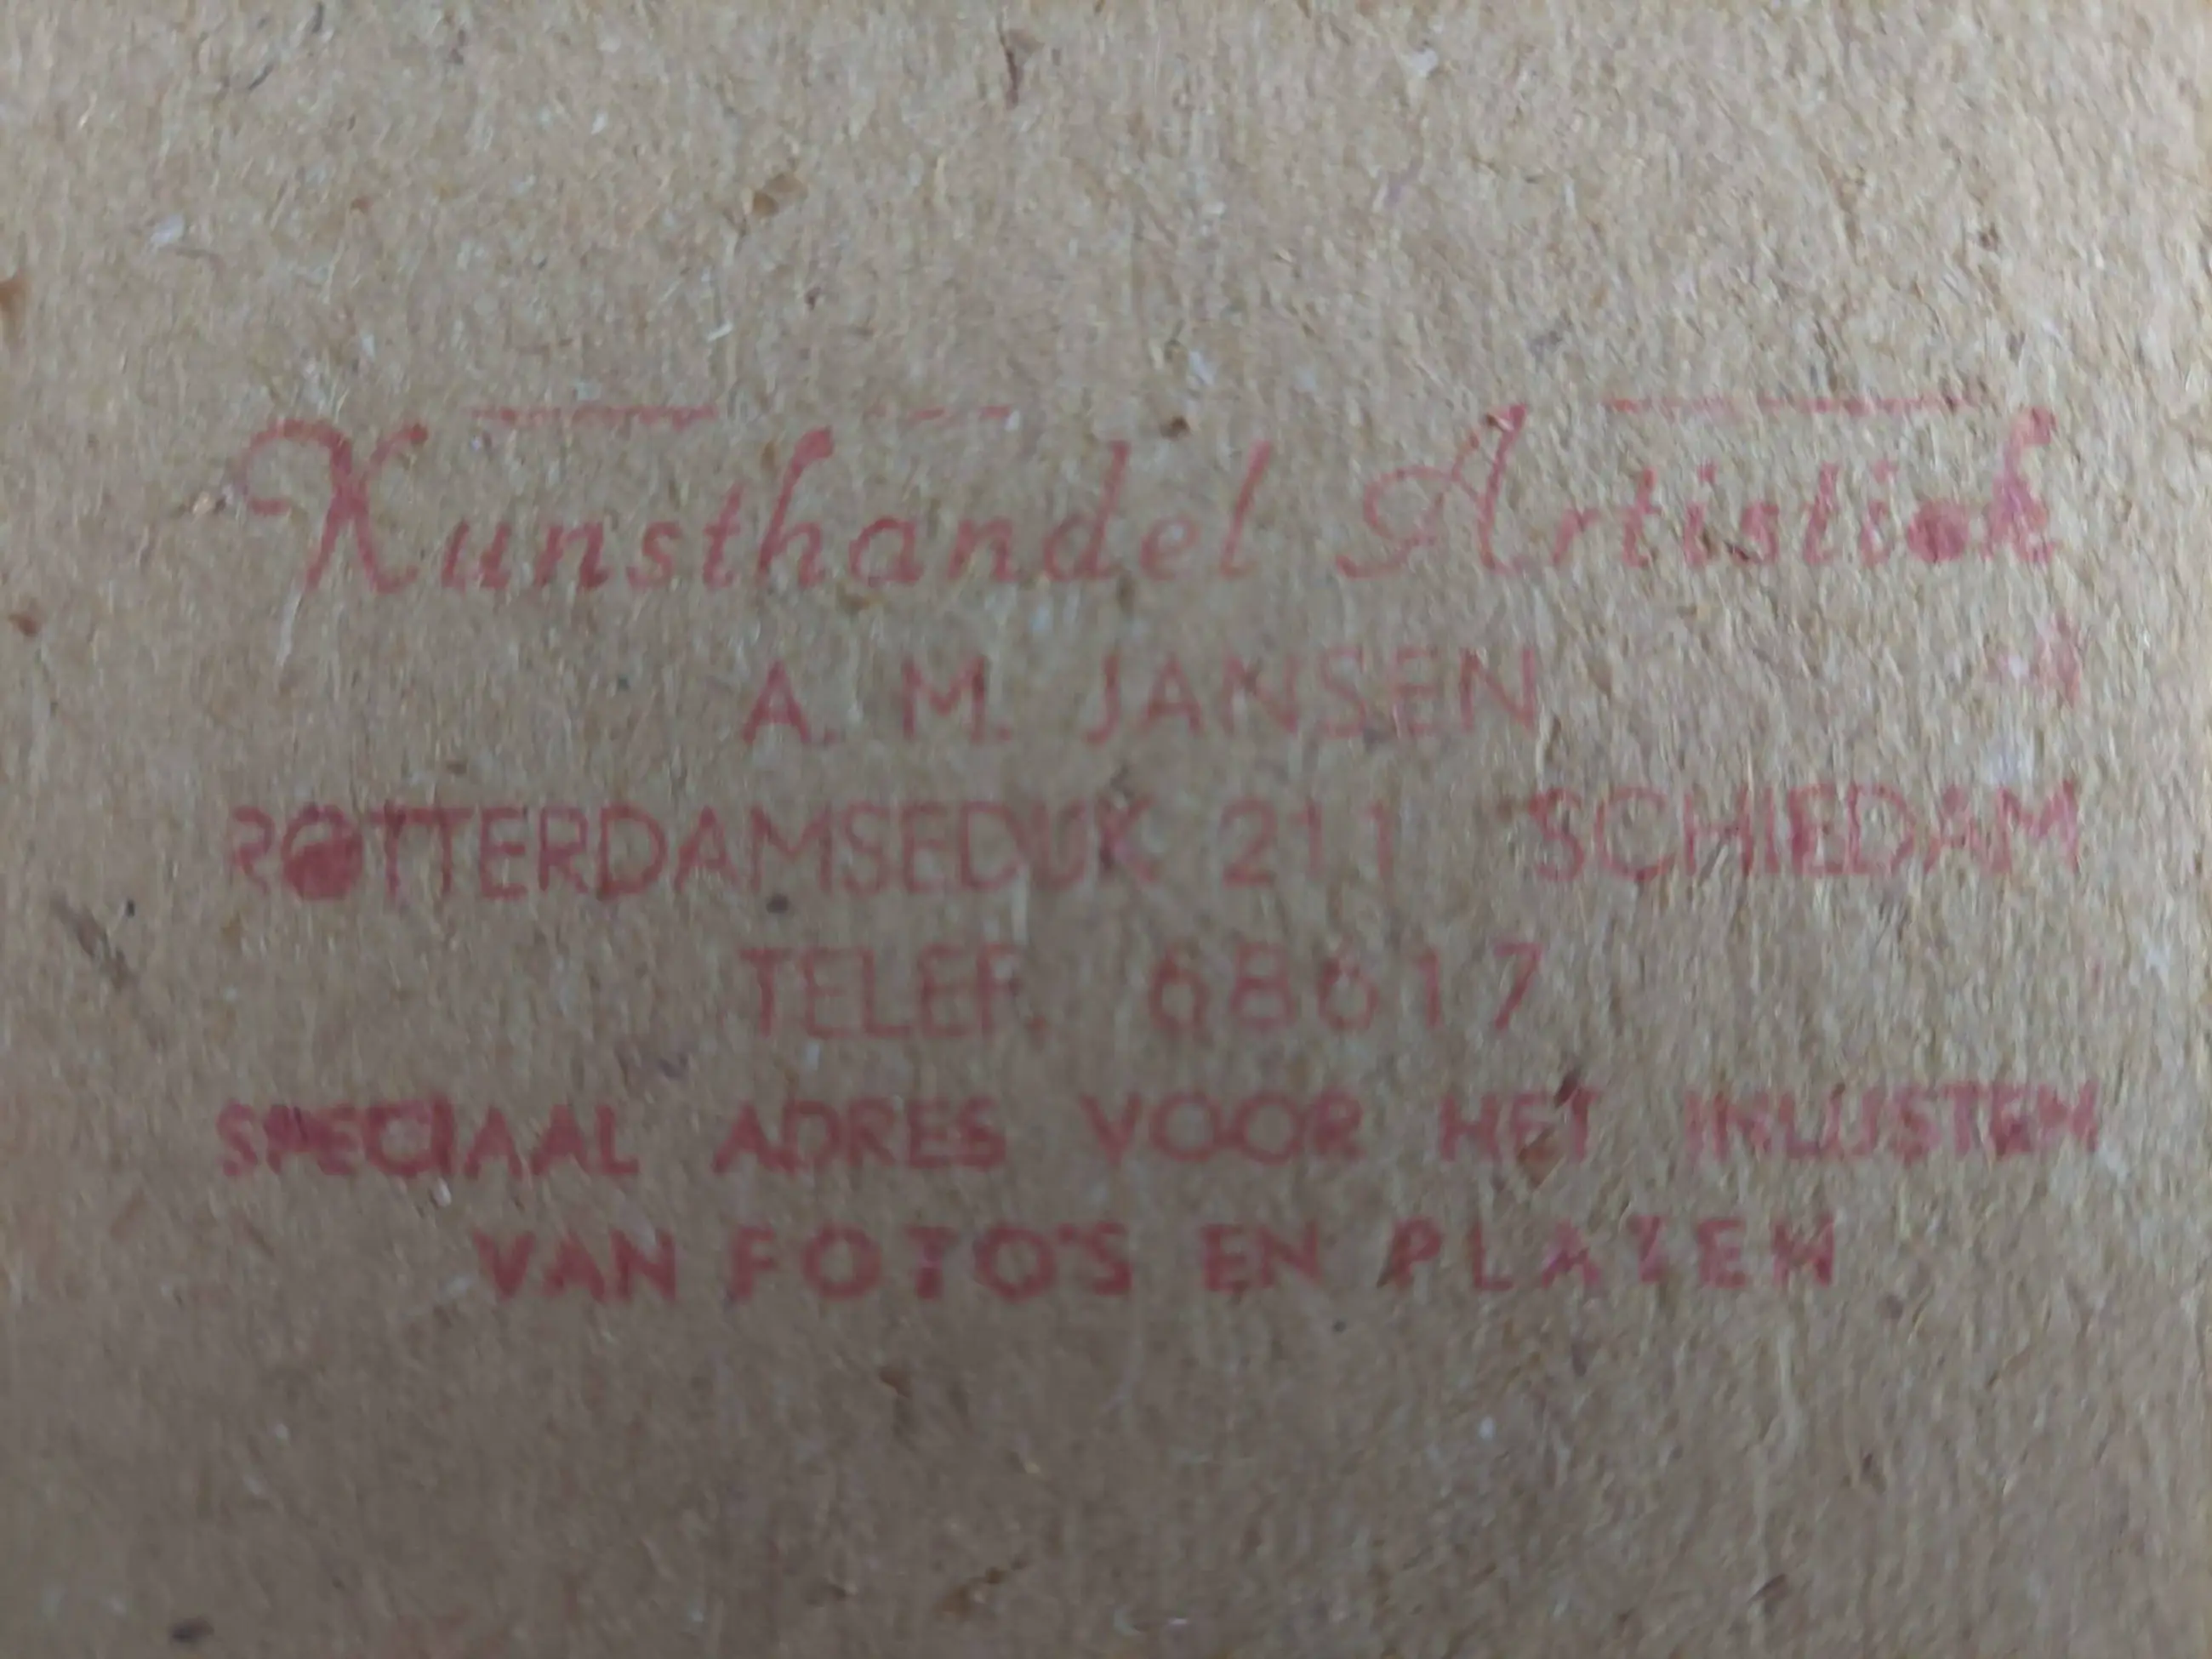 Kunsthandel Artistiek
A. M. JANSEN
ROTTERDAMSEDIJK 211 SCHIEDAM
TELEF. 68617
SPECIAAL ADRES VOOR HET INLIJSTEN
VAN FOTO'S EN PLATEN